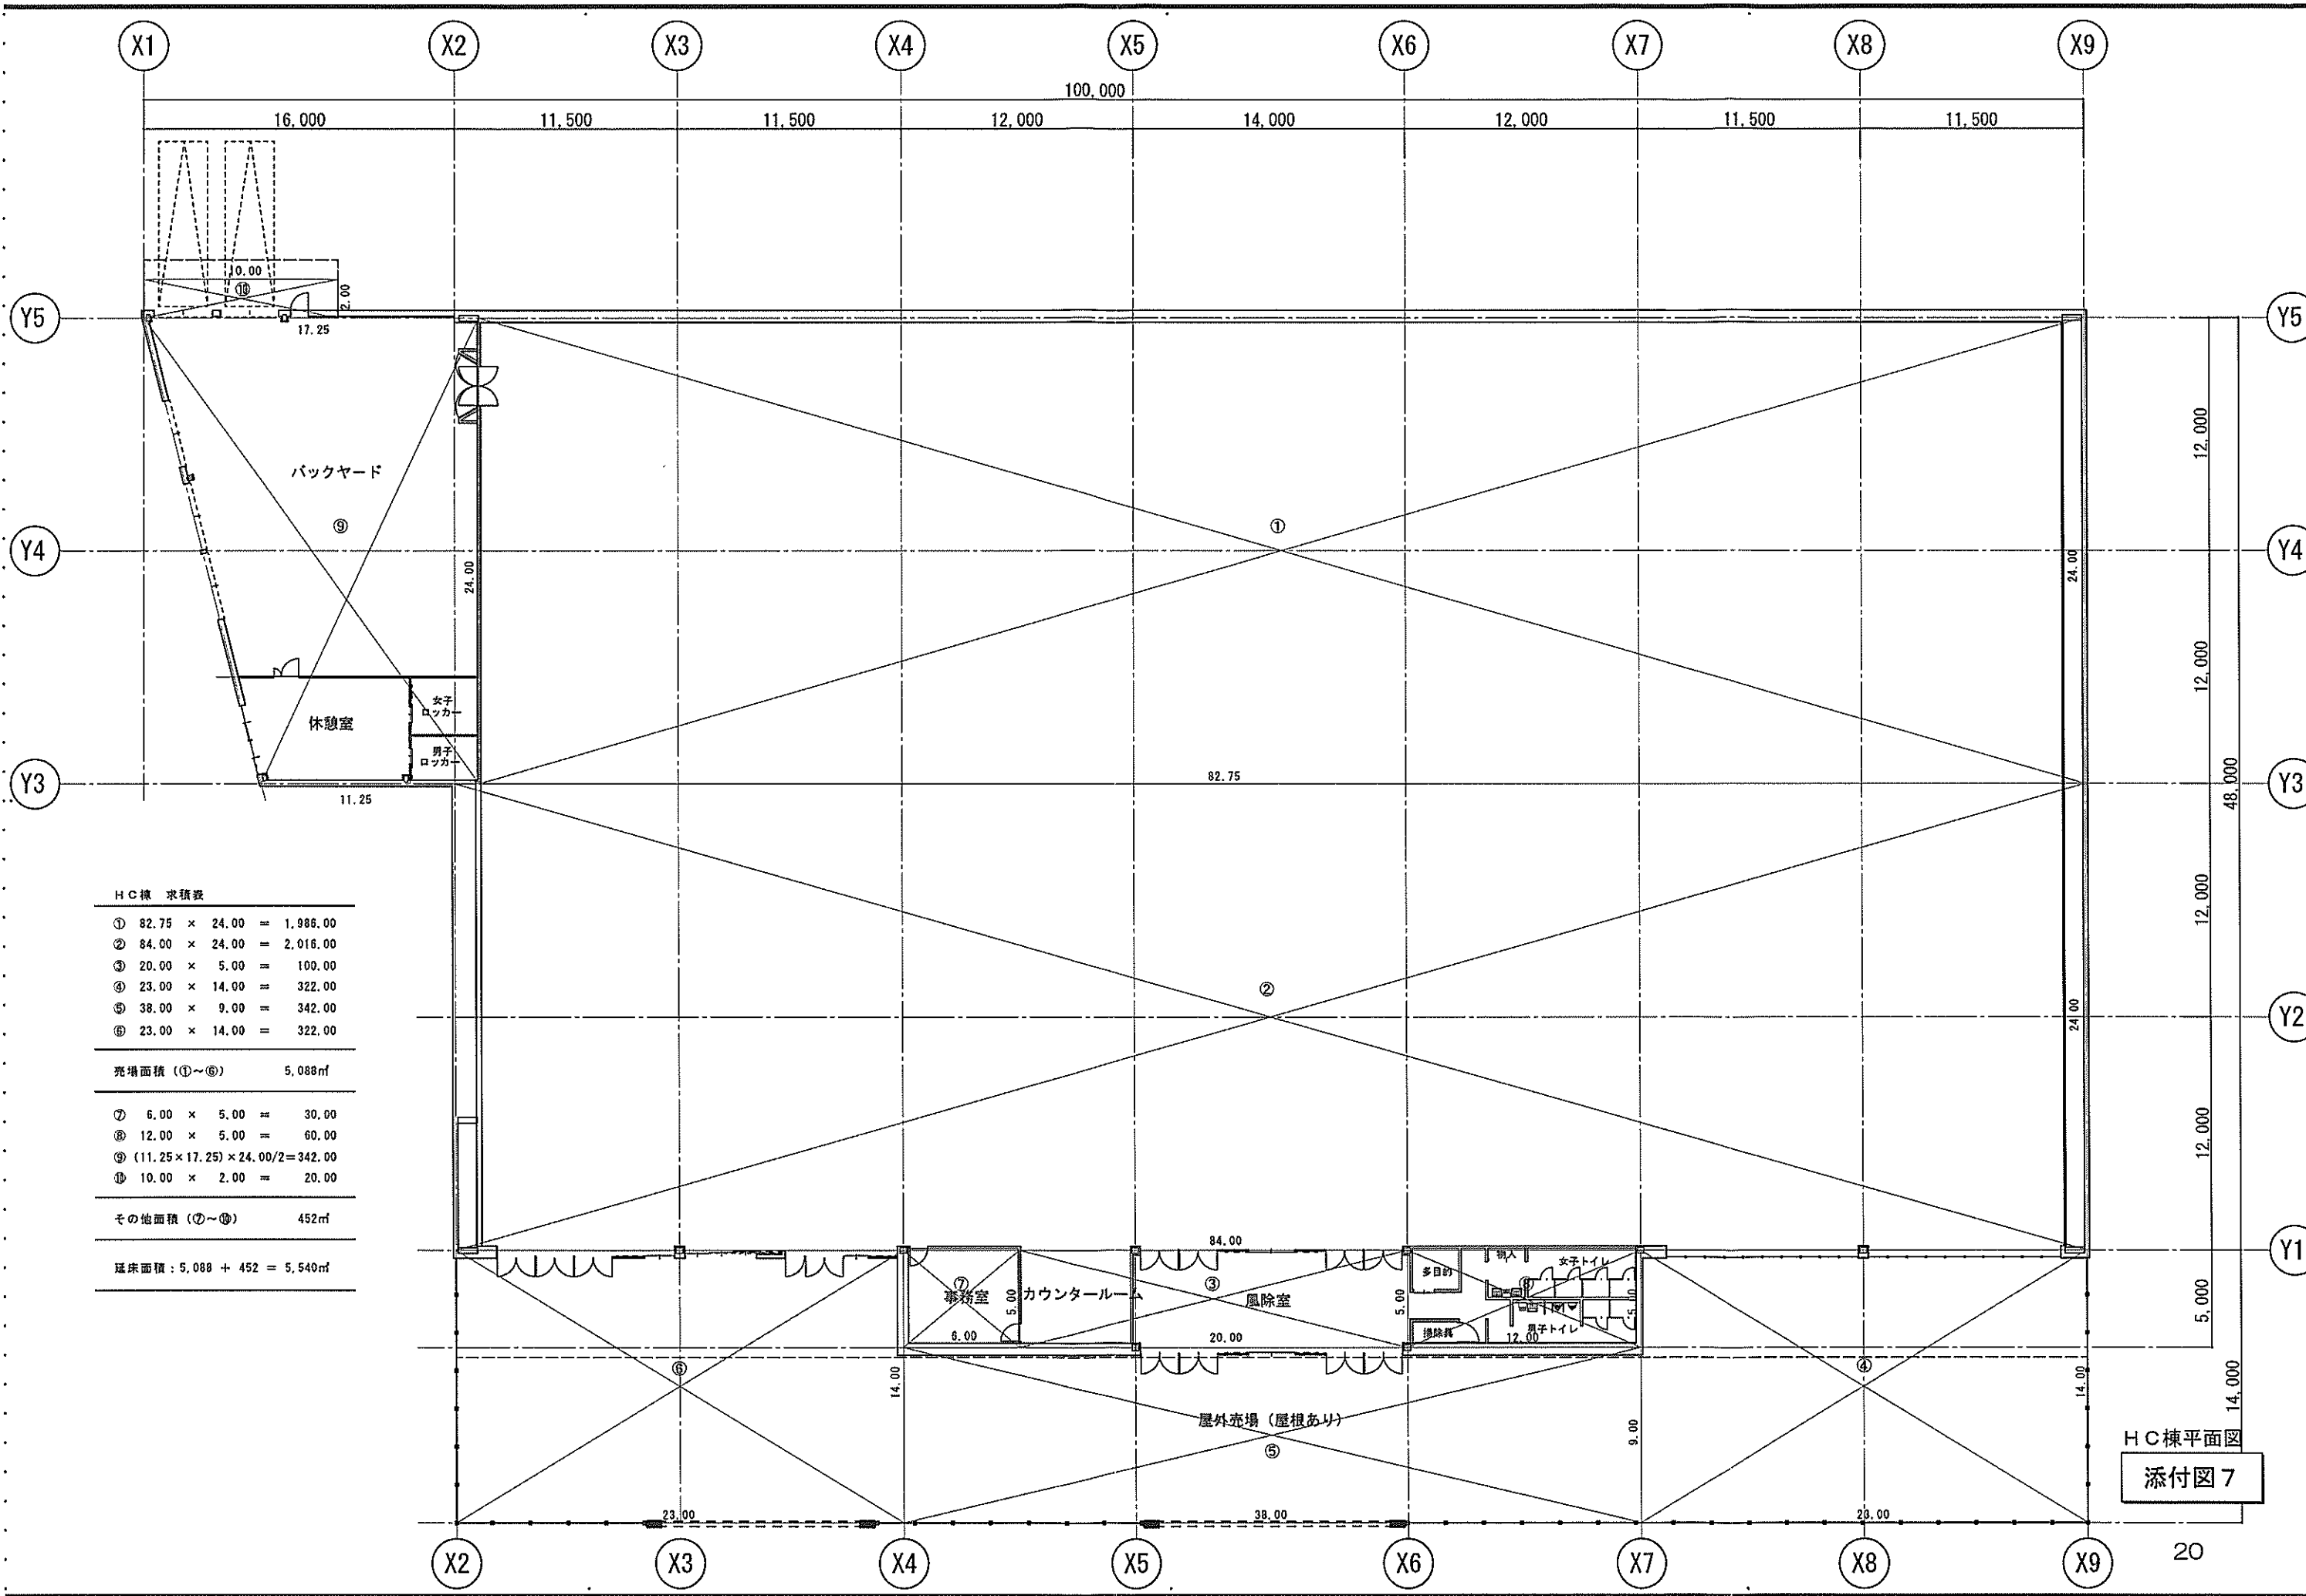 X1 X2 X3 X4 X5 X6 X7 X8 X9
100,000
16,000 11,500 11,500 12,000 14,000 12,000 11,500 11,500
10.00
⑩
2.00
Y5 Y5
17.25
12,000
バックヤード
⑨ ①
Y4 Y4
24.00 24.00
12,000
女子
ロッカー
休憩室
男子
ロッカー
Y3 82.75 Y3
48,000
11.25
HC棟 求積表
① 82.75 × 24.00 = 1,986.00
② 84.00 × 24.00 = 2,016.00
③ 20.00 × 5.00 = 100.00
④ 23.00 × 14.00 = 322.00
⑤ 38.00 × 9.00 = 342.00
⑥ 23.00 × 14.00 = 322.00
売場面積(①~⑥) 5,088㎡
⑦ 6.00 × 5.00 = 30.00
⑧ 12.00 × 5.00 = 60.00
⑨ (11.25×17.25)×24.00/2=342.00
⑩ 10.00 × 2.00 = 20.00
その他面積(⑦~⑩) 452㎡
延床面積:5,088 + 452 = 5,540㎡
12,000
②
24.00
Y2
12,000
84.00
Y1
物入
女子トイレ
多目的
⑦ ③ ⑧
事務室 カウンタールーム 風除室
5.00 5.00 5.00
5,000
掃除具 男子トイレ
6.00 20.00 12.00
⑥ ④
14.00 14.00
14,000
屋外売場(屋根あり)
⑤
9.00
HC棟平面図
添付図7
23.00 38.00 23.00
X2 X3 X4 X5 X6 X7 X8 X9
20